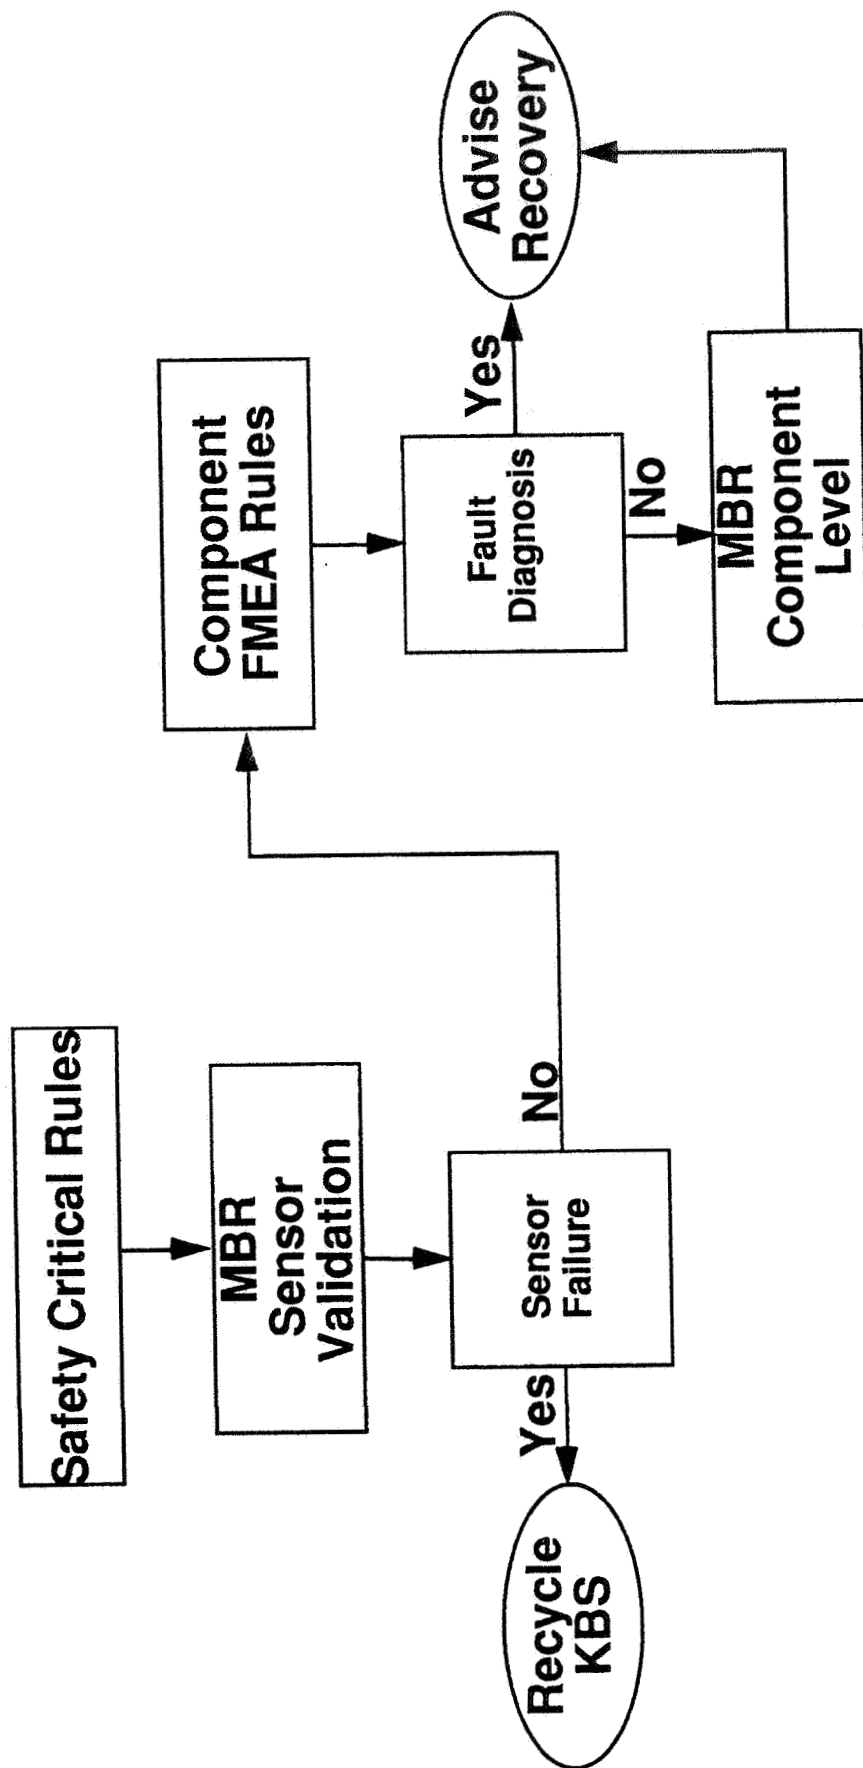 Safety Critical Rules
MBR
Sensor
Validation
Sensor
Failure
Yes
No
Recycle
KBS
Component
FMEA Rules
Fault
Diagnosis
Yes
No
Advise
Recovery
MBR
Component
Level